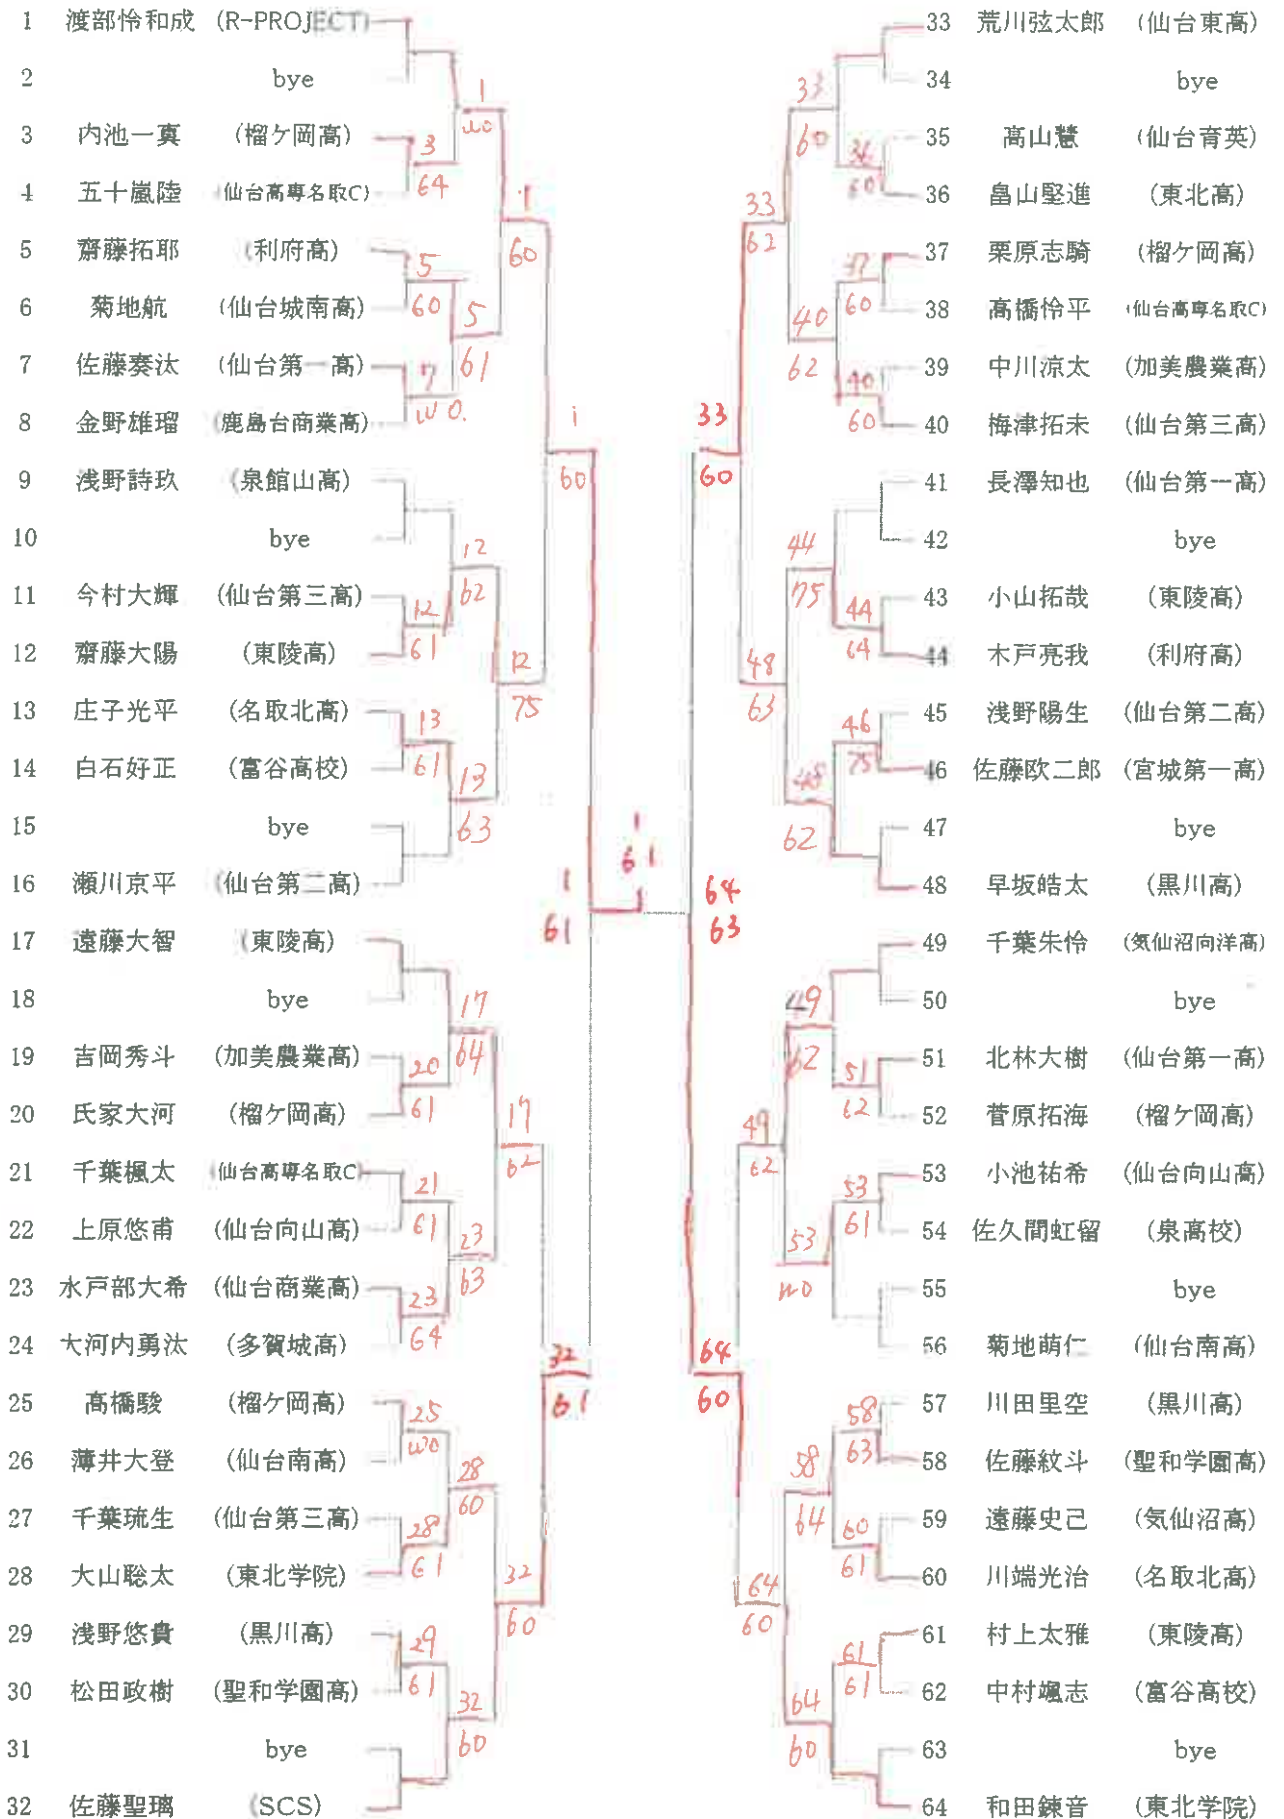 1 渡部怜和成 (R-PROJECT)
2 bye
3 内池一真 (榴ケ岡高)
4 五十嵐陸 (仙台高専名取C)
5 齋藤拓耶 (利府高)
6 菊地航 (仙台城南高)
7 佐藤奏汰 (仙台第一高)
8 金野雄瑠 (鹿島台商業高)
9 浅野詩玖 (泉館山高)
10 bye
11 今村大輝 (仙台第三高)
12 齋藤大陽 (東陵高)
13 庄子光平 (名取北高)
14 白石好正 (富谷高校)
15 bye
16 瀬川京平 (仙台第二高)
17 遠藤大智 (東陵高)
18 bye
19 吉岡秀斗 (加美農業高)
20 氏家大河 (榴ケ岡高)
21 千葉楓太 (仙台高専名取C)
22 上原悠甫 (仙台向山高)
23 水戸部大希 (仙台商業高)
24 大河内勇汰 (多賀城高)
25 高橋駿 (榴ケ岡高)
26 薄井大登 (仙台南高)
27 千葉琉生 (仙台第三高)
28 大山聡太 (東北学院)
29 浅野悠貴 (黒川高)
30 松田政樹 (聖和学園高)
31 bye
32 佐藤聖璃 (SCS)
3
64
5
60
7
W O.
12
61
13
61
20
61
21
61
23
64
25
WO
28
61
29
61
1
WO
5
61
12
62
13
63
17
64
23
63
28
60
32
60
1
60
12
75
17
62
32
60
1
60
32
61
1
61
1
61
64
63
33
60
64
60
33
62
48
63
49
62
64
60
33
60
40
62
44
75
48
62
49
62
53
WO
58
64
64
60
36
60
37
60
40
60
44
64
46
75
51
62
53
61
58
63
60
61
61
61
33 荒川弦太郎 (仙台東高)
34 bye
35 高山慧 (仙台育英)
36 畠山堅進 (東北高)
37 栗原志騎 (榴ケ岡高)
38 高橋怜平 (仙台高専名取C)
39 中川涼太 (加美農業高)
40 梅津拓未 (仙台第三高)
41 長澤知也 (仙台第一高)
42 bye
43 小山拓哉 (東陵高)
44 木戸亮我 (利府高)
45 浅野陽生 (仙台第二高)
46 佐藤欧二郎 (宮城第一高)
47 bye
48 早坂皓太 (黒川高)
49 千葉朱怜 (気仙沼向洋高)
50 bye
51 北林大樹 (仙台第一高)
52 菅原拓海 (榴ケ岡高)
53 小池祐希 (仙台向山高)
54 佐久間虹留 (泉高校)
55 bye
56 菊地萌仁 (仙台南高)
57 川田里空 (黒川高)
58 佐藤紋斗 (聖和学園高)
59 遠藤史己 (気仙沼高)
60 川端光治 (名取北高)
61 村上太雅 (東陵高)
62 中村颯志 (富谷高校)
63 bye
64 和田錬音 (東北学院)